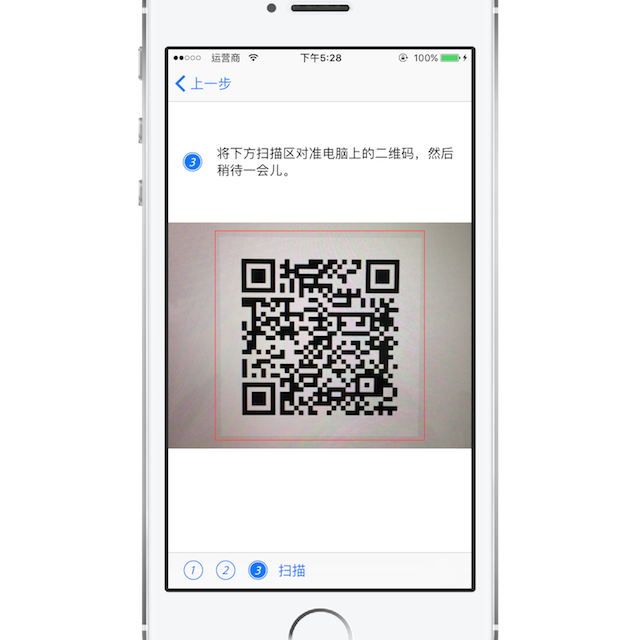 运营商 下午5:28 100%
上一步
3 将下方扫描区对准电脑上的二维码，然后
稍待一会儿。
1 2 3 扫描